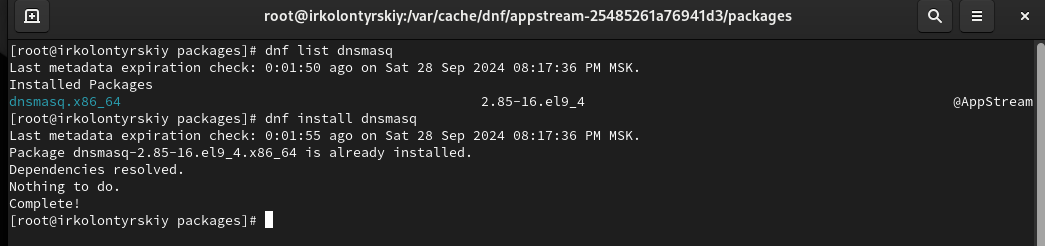 root@irkolontyrskiy:/var/cache/dnf/appstream-25485261a76941d3/packages
[root@irkolontyrskiy packages]# dnf list dnsmasq
Last metadata expiration check: 0:01:50 ago on Sat 28 Sep 2024 08:17:36 PM MSK.
Installed Packages
dnsmasq.x86_64 2.85-16.el9_4 @AppStream
[root@irkolontyrskiy packages]# dnf install dnsmasq
Last metadata expiration check: 0:01:55 ago on Sat 28 Sep 2024 08:17:36 PM MSK.
Package dnsmasq-2.85-16.el9_4.x86_64 is already installed.
Dependencies resolved.
Nothing to do.
Complete!
[root@irkolontyrskiy packages]#